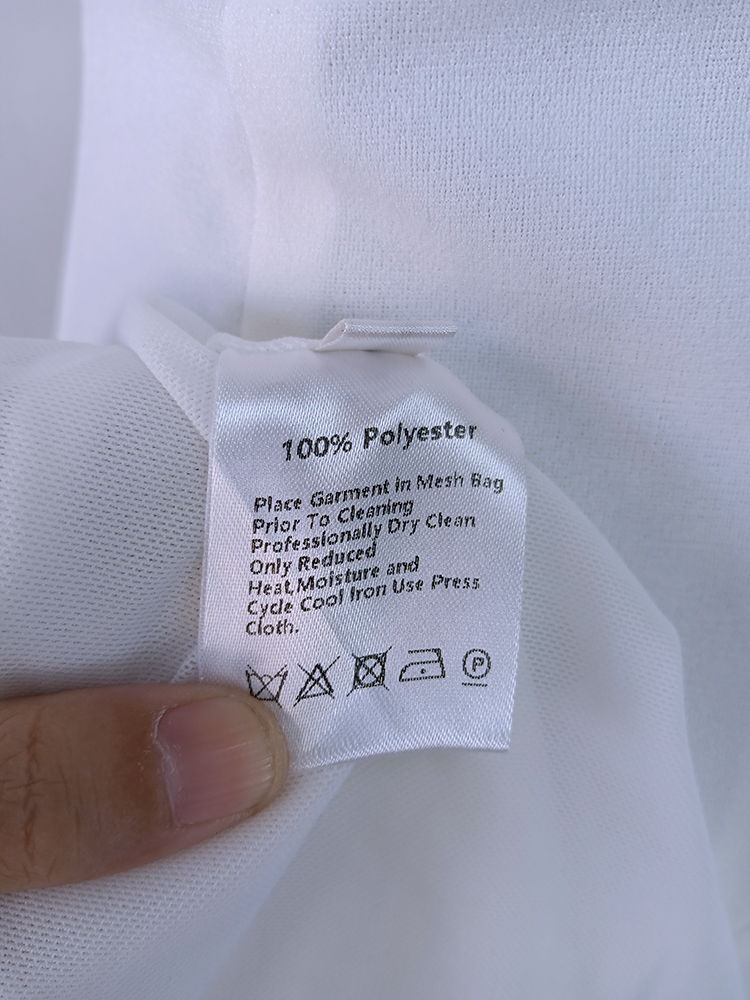 100% Polyester
Place Garment in Mesh Bag
Prior To Cleaning
Professionally Dry Clean
Only Reduced
Heat,Moisture and
Cycle Cool Iron Use Press
Cloth.
P